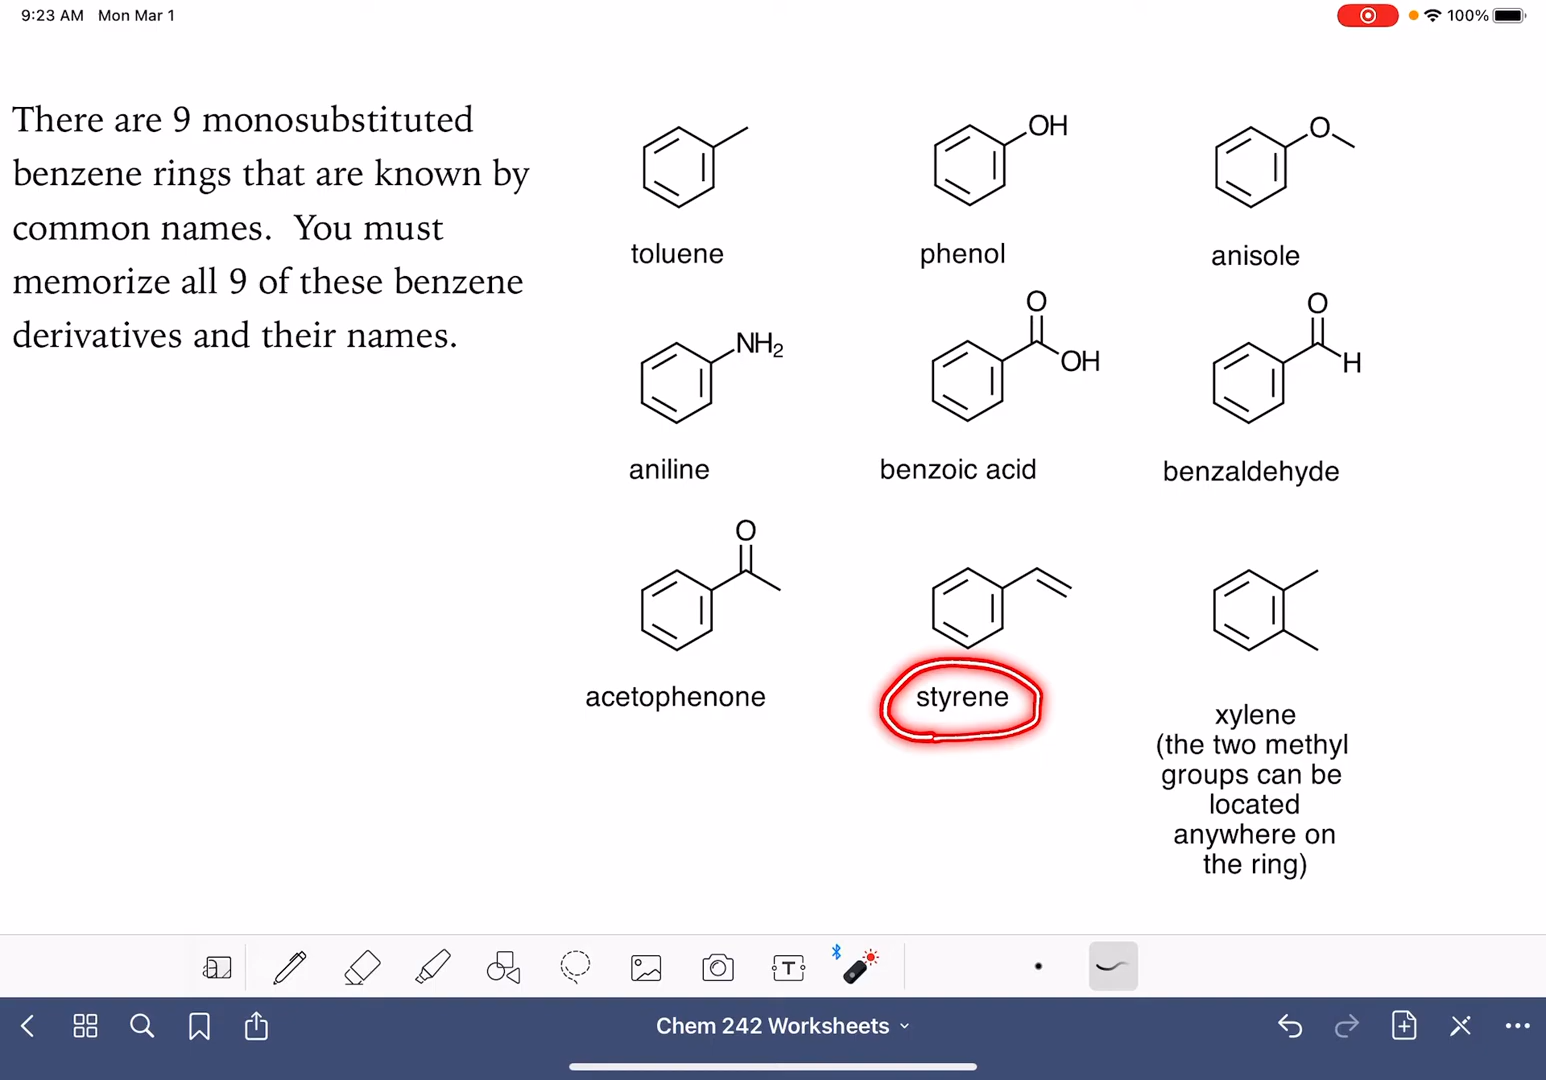 9:23 AM Mon Mar 1
100%
There are 9 monosubstituted
benzene rings that are known by
common names. You must
memorize all 9 of these benzene
derivatives and their names.
OH
O
toluene
phenol
anisole
O
O
NH₂
OH
H
aniline
benzoic acid
benzaldehyde
O
acetophenone
styrene
xylene
(the two methyl
groups can be
located
anywhere on
the ring)
a
T
Chem 242 Worksheets